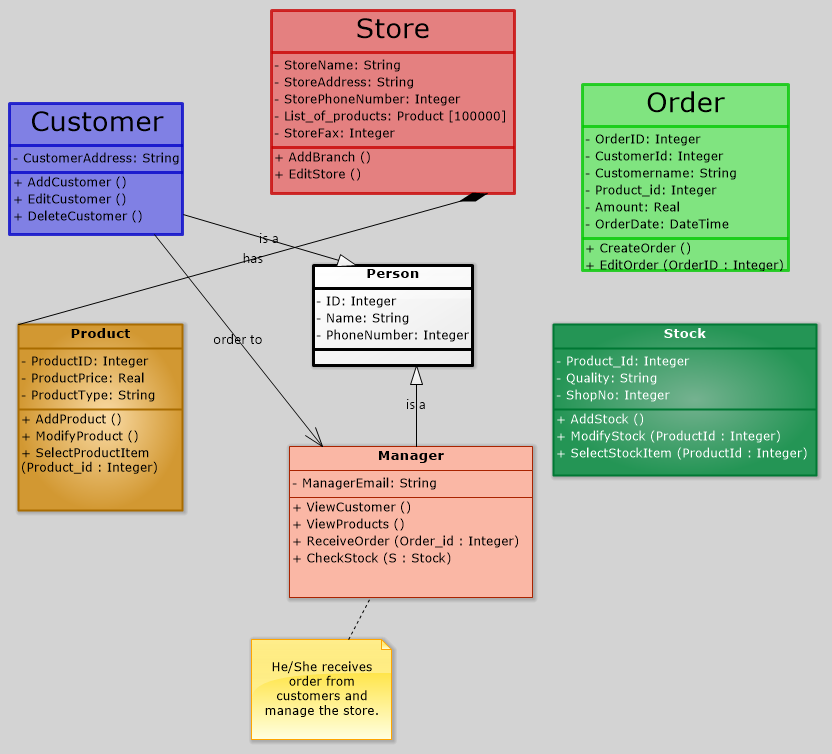 Store
- StoreName: String
- StoreAddress: String
- StorePhoneNumber: Integer
- List_of_products: Product [100000]
- StoreFax: Integer
+ AddBranch ()
+ EditStore ()
Customer
- CustomerAddress: String
+ AddCustomer ()
+ EditCustomer ()
+ DeleteCustomer ()
Order
- OrderID: Integer
- CustomerId: Integer
- Customername: String
- Product_id: Integer
- Amount: Real
- OrderDate: DateTime
+ CreateOrder ()
+ EditOrder (OrderID : Integer)
is a
has
Person
- ID: Integer
- Name: String
- PhoneNumber: Integer
order to
is a
Product
- ProductID: Integer
- ProductPrice: Real
- ProductType: String
+ AddProduct ()
+ ModifyProduct ()
+ SelectProductItem
(Product_id : Integer)
Stock
- Product_Id: Integer
- Quality: String
- ShopNo: Integer
+ AddStock ()
+ ModifyStock (ProductId : Integer)
+ SelectStockItem (ProductId : Integer)
Manager
- ManagerEmail: String
+ ViewCustomer ()
+ ViewProducts ()
+ ReceiveOrder (Order_id : Integer)
+ CheckStock (S : Stock)
He/She receives
order from
customers and
manage the store.